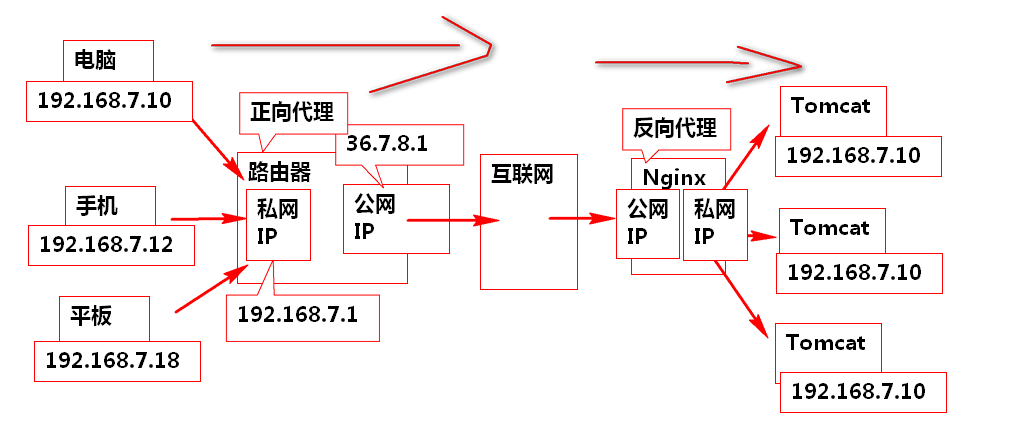 电脑
192.168.7.10
手机
192.168.7.12
平板
192.168.7.18
正向代理
36.7.8.1
路由器
私网
IP
公网
IP
192.168.7.1
互联网
反向代理
Nginx
公网
IP
私网
IP
Tomcat
192.168.7.10
Tomcat
192.168.7.10
Tomcat
192.168.7.10